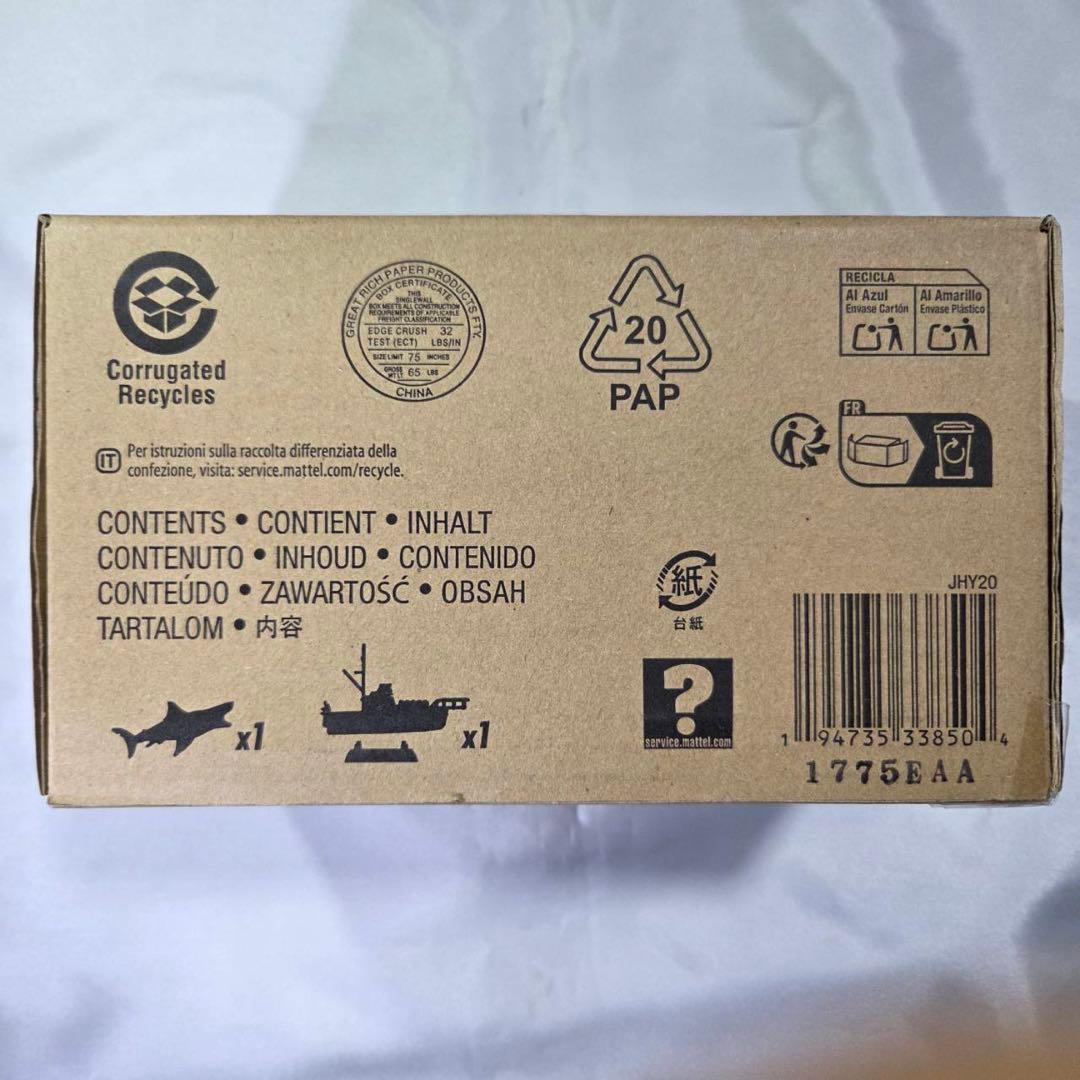 Corrugated
Recycles
GREAT RICH PAPER PRODUCTS FTY.
BOX CERTIFICATE
THIS
SINGLEWALL
BOX MEETS ALL CONSTRUCTION
REQUIREMENTS OF APPLICABLE
FREIGHT CLASSIFICATION
EDGE CRUSH 32
TEST (ECT) LBS/IN
SIZE LIMIT 75 INCHES
GROSS
WT LT. 65 LBS
CHINA
20
PAP
RECICLA
Al Azul
Envase Cartón
Al Amarillo
Envase Plástico
FR
IT
Per istruzioni sulla raccolta differenziata della
confezione, visita: service.mattel.com/recycle.
CONTENTS • CONTIENT • INHALT
CONTENUTO • INHOUD • CONTENIDO
CONTEÚDO • ZAWARTOŚĆ • OBSAH
TARTALOM • 内容
x1
x1
紙
台紙
?
service.mattel.com
JHY20
1 94735 33850 4
1775EAA